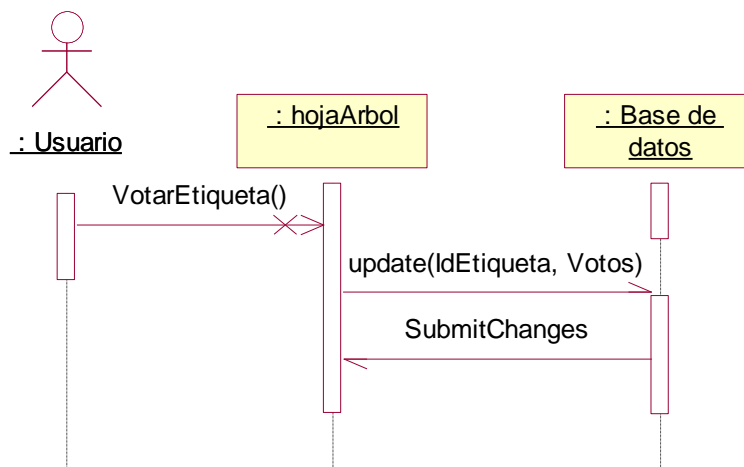 : Usuario
: hojaArbol
: Base de
datos
VotarEtiqueta()
update(IdEtiqueta, Votos)
SubmitChanges